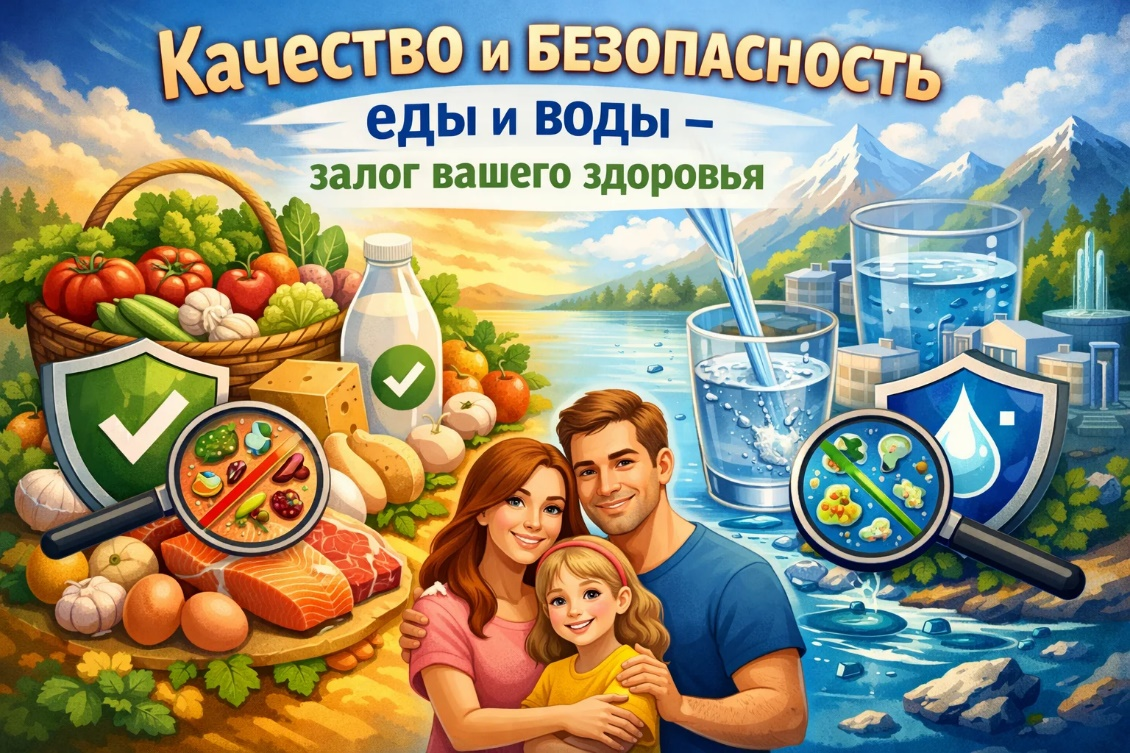 Качество и БЕЗОПАСНОСТЬ
еды и воды –
залог вашего здоровья